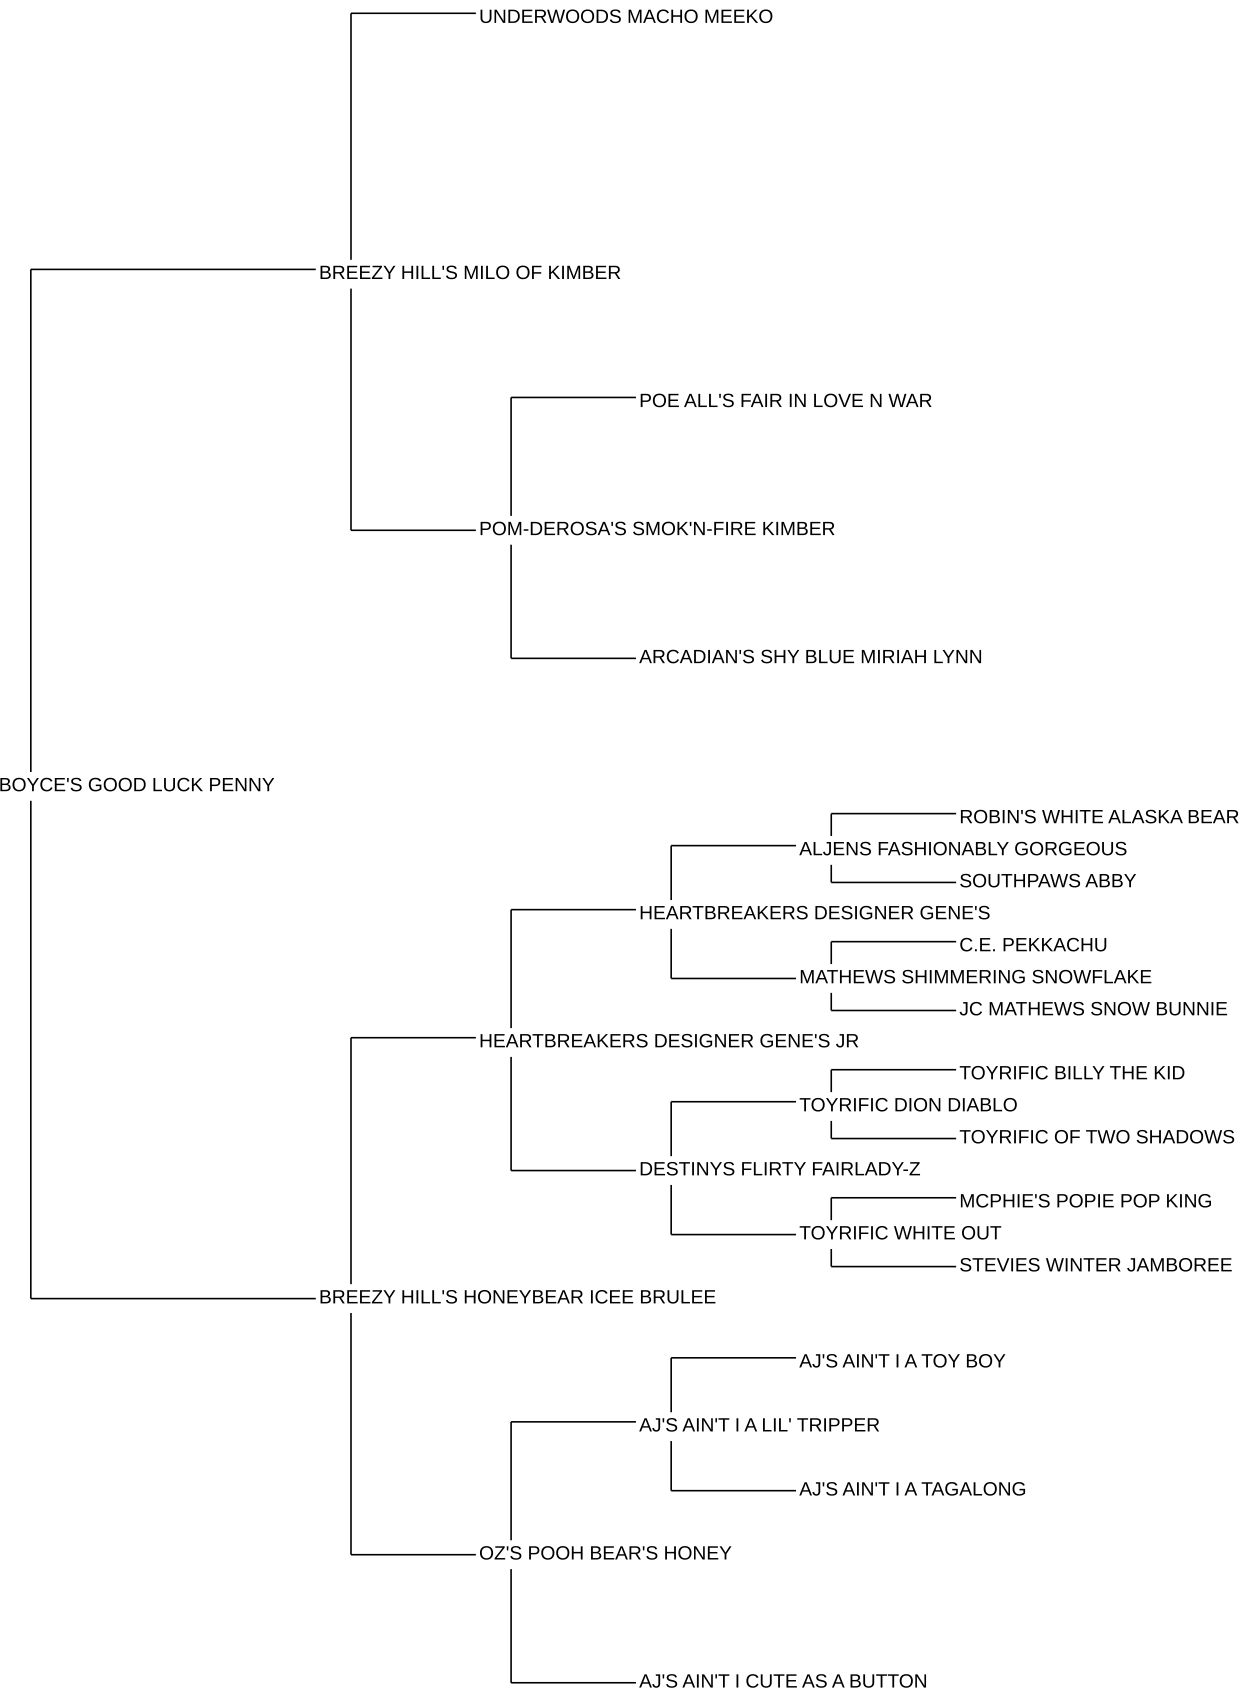 UNDERWOODS MACHO MEEKO
BREEZY HILL'S MILO OF KIMBER
POE ALL'S FAIR IN LOVE N WAR
POM-DEROSA'S SMOK'N-FIRE KIMBER
ARCADIAN'S SHY BLUE MIRIAH LYNN
BOYCE'S GOOD LUCK PENNY
ROBIN'S WHITE ALASKA BEAR
ALJENS FASHIONABLY GORGEOUS
SOUTHPAWS ABBY
HEARTBREAKERS DESIGNER GENE'S
C.E. PEKKACHU
MATHEWS SHIMMERING SNOWFLAKE
JC MATHEWS SNOW BUNNIE
HEARTBREAKERS DESIGNER GENE'S JR
TOYRIFIC BILLY THE KID
TOYRIFIC DION DIABLO
TOYRIFIC OF TWO SHADOWS
DESTINYS FLIRTY FAIRLADY-Z
MCPHIE'S POPIE POP KING
TOYRIFIC WHITE OUT
STEVIES WINTER JAMBOREE
BREEZY HILL'S HONEYBEAR ICEE BRULEE
AJ'S AIN'T I A TOY BOY
AJ'S AIN'T I A LIL' TRIPPER
AJ'S AIN'T I A TAGALONG
OZ'S POOH BEAR'S HONEY
AJ'S AIN'T I CUTE AS A BUTTON